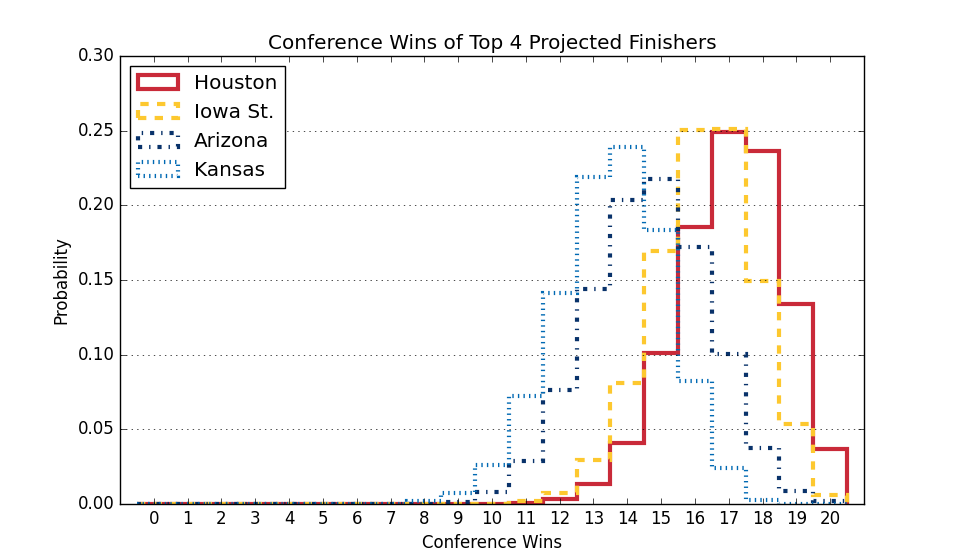 Conference Wins of Top 4 Projected Finishers
Houston
Iowa St.
Arizona
Kansas
0.30
0.25
0.20
0.15
0.10
0.05
0.00
Probability
0 1 2 3 4 5 6 7 8 9 10 11 12 13 14 15 16 17 18 19 20
Conference Wins